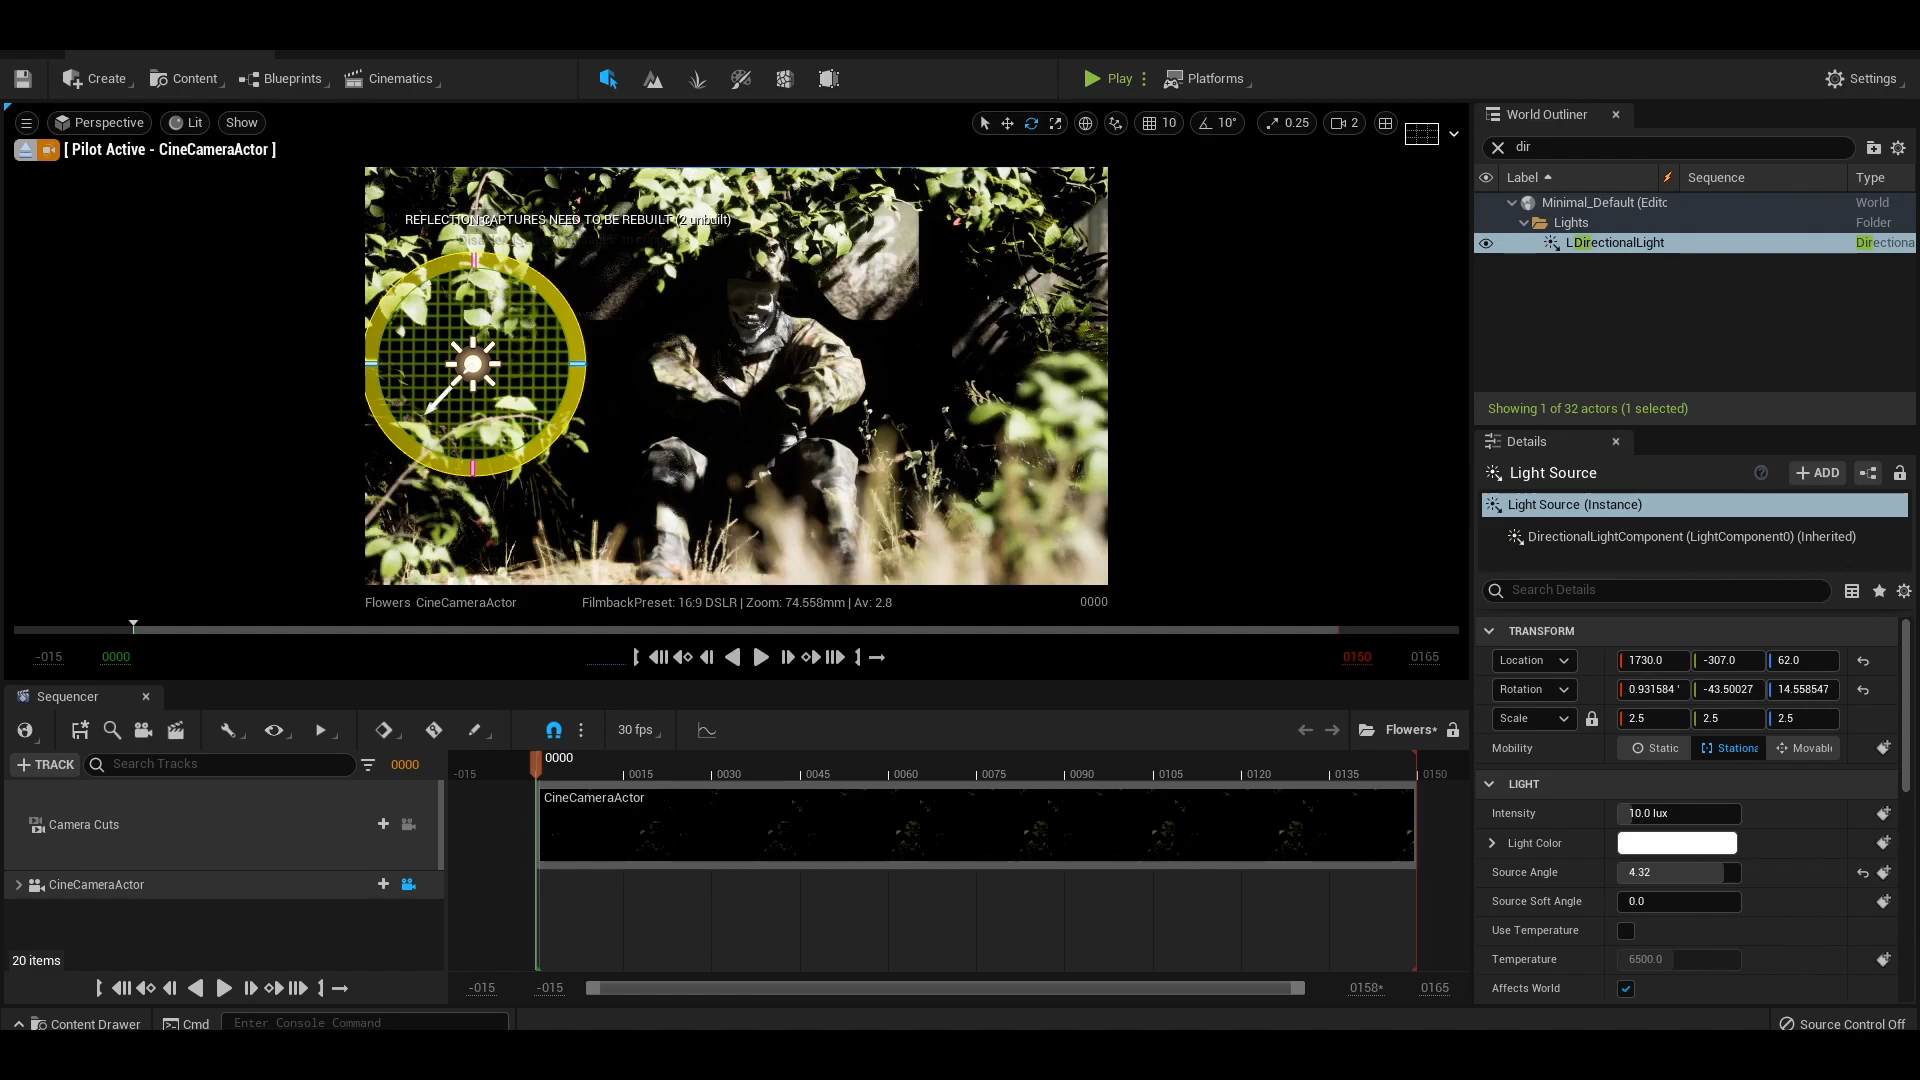 Create
Content
Blueprints
Cinematics
Play
Platforms
Settings
Perspective
Lit
Show
10
10°
0.25
2
[ Pilot Active - CineCameraActor ]
REFLECTION CAPTURES NEED TO BE REBUILT (2 unbuilt)
Flowers CineCameraActor
FilmbackPreset: 16:9 DSLR | Zoom: 74.558mm | Av: 2.8
0000
-015
0000
0150
0165
World Outliner
dir
Label
Sequence
Type
Minimal_Default (Edito
World
Lights
Folder
LDirectionalLight
Directiona
Showing 1 of 32 actors (1 selected)
Details
Light Source
ADD
Light Source (Instance)
DirectionalLightComponent (LightComponent0) (Inherited)
Search Details
TRANSFORM
Location
1730.0
-307.0
62.0
Rotation
0.931584 °
-43.50027
14.558547
Scale
2.5
2.5
2.5
Mobility
Static
Stationa
Movabl
LIGHT
Intensity
10.0 lux
Light Color
Source Angle
4.32
Source Soft Angle
0.0
Use Temperature
Temperature
6500.0
Affects World
Sequencer
30 fps
Flowers*
TRACK
Search Tracks
0000
-015
0000
0015
0030
0045
0060
0075
0090
0105
0120
0135
0150
CineCameraActor
Camera Cuts
CineCameraActor
20 items
-015
-015
0158*
0165
Content Drawer
Cmd
Enter Console Command
Source Control Off